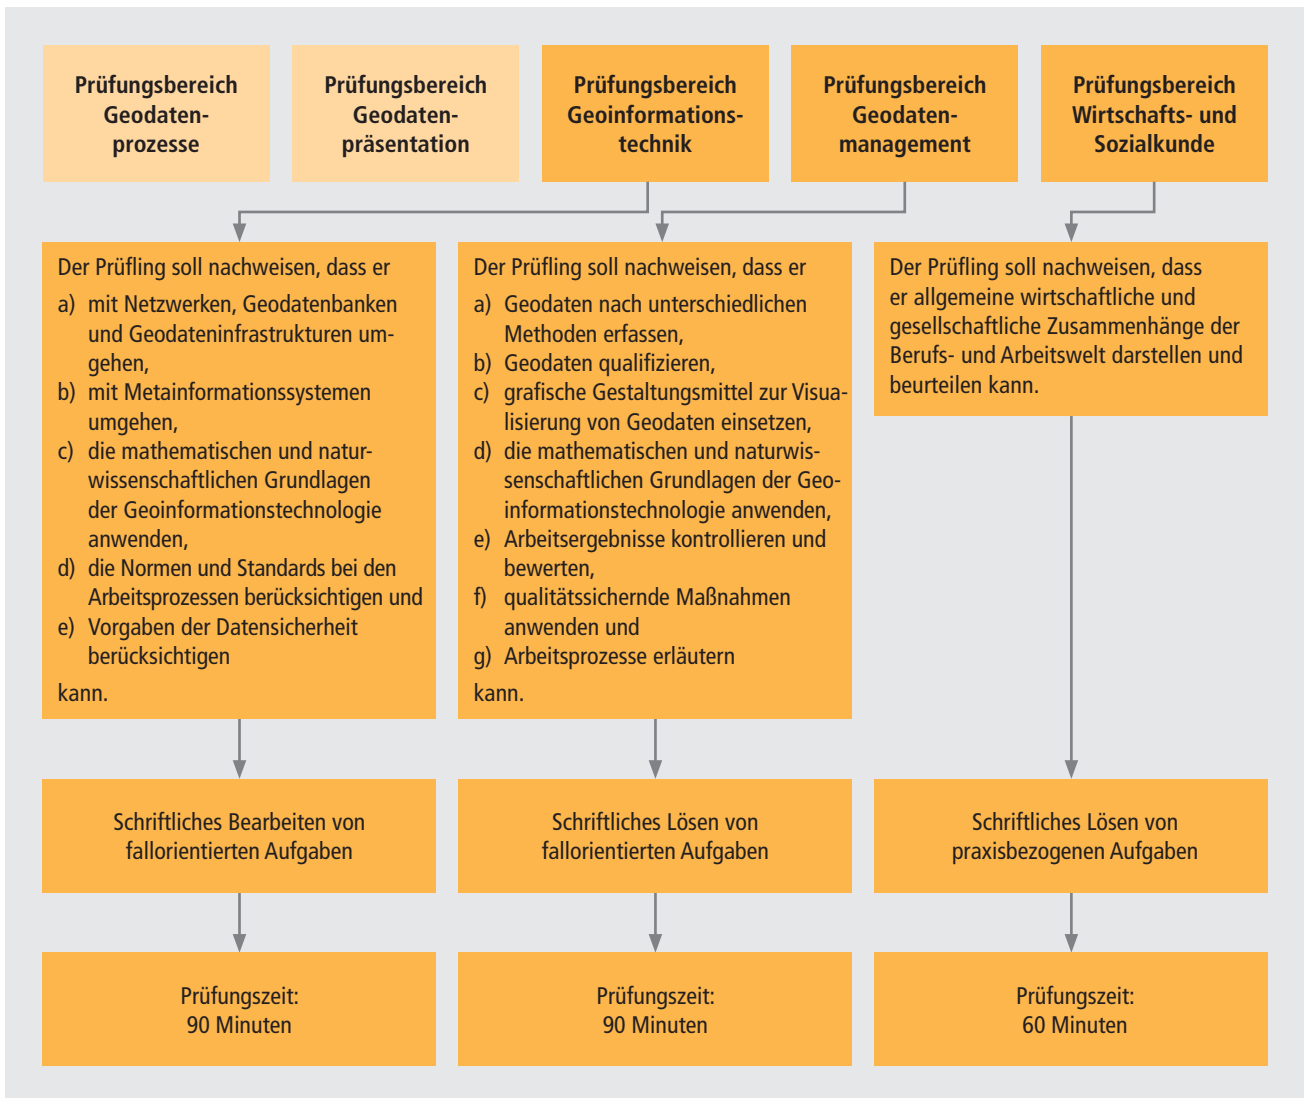 Prüfungsbereich
Geodaten-
prozesse
Prüfungsbereich
Geodaten-
präsentation
Prüfungsbereich
Geoinformations-
technik
Prüfungsbereich
Geodaten-
management
Prüfungsbereich
Wirtschafts- und
Sozialkunde
Der Prüfling soll nachweisen, dass er
a) mit Netzwerken, Geodatenbanken
und Geodateninfrastrukturen um-
gehen,
b) mit Metainformationssystemen
umgehen,
c) die mathematischen und natur-
wissenschaftlichen Grundlagen
der Geoinformationstechnologie
anwenden,
d) die Normen und Standards bei den
Arbeitsprozessen berücksichtigen und
e) Vorgaben der Datensicherheit
berücksichtigen
kann.
Der Prüfling soll nachweisen, dass er
a) Geodaten nach unterschiedlichen
Methoden erfassen,
b) Geodaten qualifizieren,
c) grafische Gestaltungsmittel zur Visua-
lisierung von Geodaten einsetzen,
d) die mathematischen und naturwis-
senschaftlichen Grundlagen der Geo-
informationstechnologie anwenden,
e) Arbeitsergebnisse kontrollieren und
bewerten,
f) qualitätssichernde Maßnahmen
anwenden und
g) Arbeitsprozesse erläutern
kann.
Der Prüfling soll nachweisen, dass
er allgemeine wirtschaftliche und
gesellschaftliche Zusammenhänge der
Berufs- und Arbeitswelt darstellen und
beurteilen kann.
Schriftliches Bearbeiten von
fallorientierten Aufgaben
Schriftliches Lösen von
fallorientierten Aufgaben
Schriftliches Lösen von
praxisbezogenen Aufgaben
Prüfungszeit:
90 Minuten
Prüfungszeit:
90 Minuten
Prüfungszeit:
60 Minuten